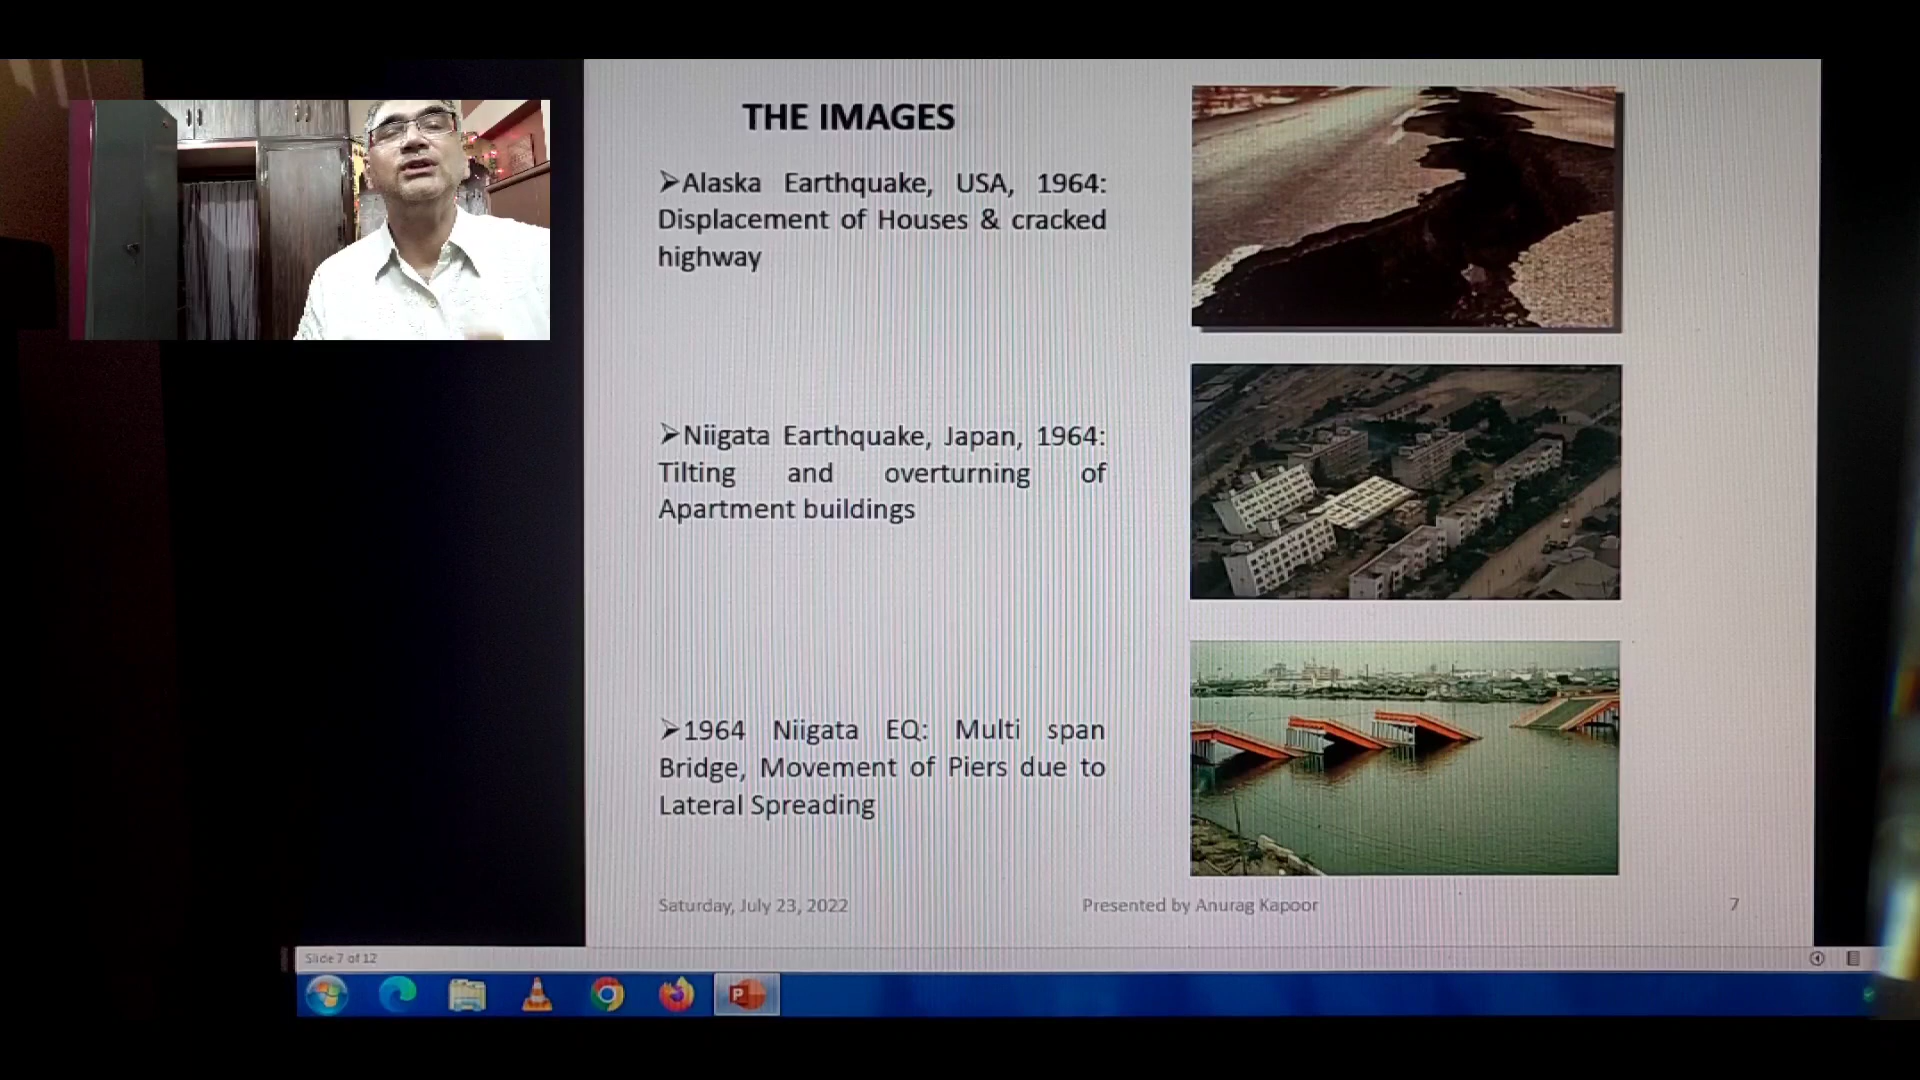 THE IMAGES
➢Alaska Earthquake, USA, 1964:
Displacement of Houses & cracked
highway
➢Niigata Earthquake, Japan, 1964:
Tilting and overturning of
Apartment buildings
➢1964 Niigata EQ: Multi span
Bridge, Movement of Piers due to
Lateral Spreading
Saturday, July 23, 2022
Presented by Anurag Kapoor
7
Slide 7 of 12